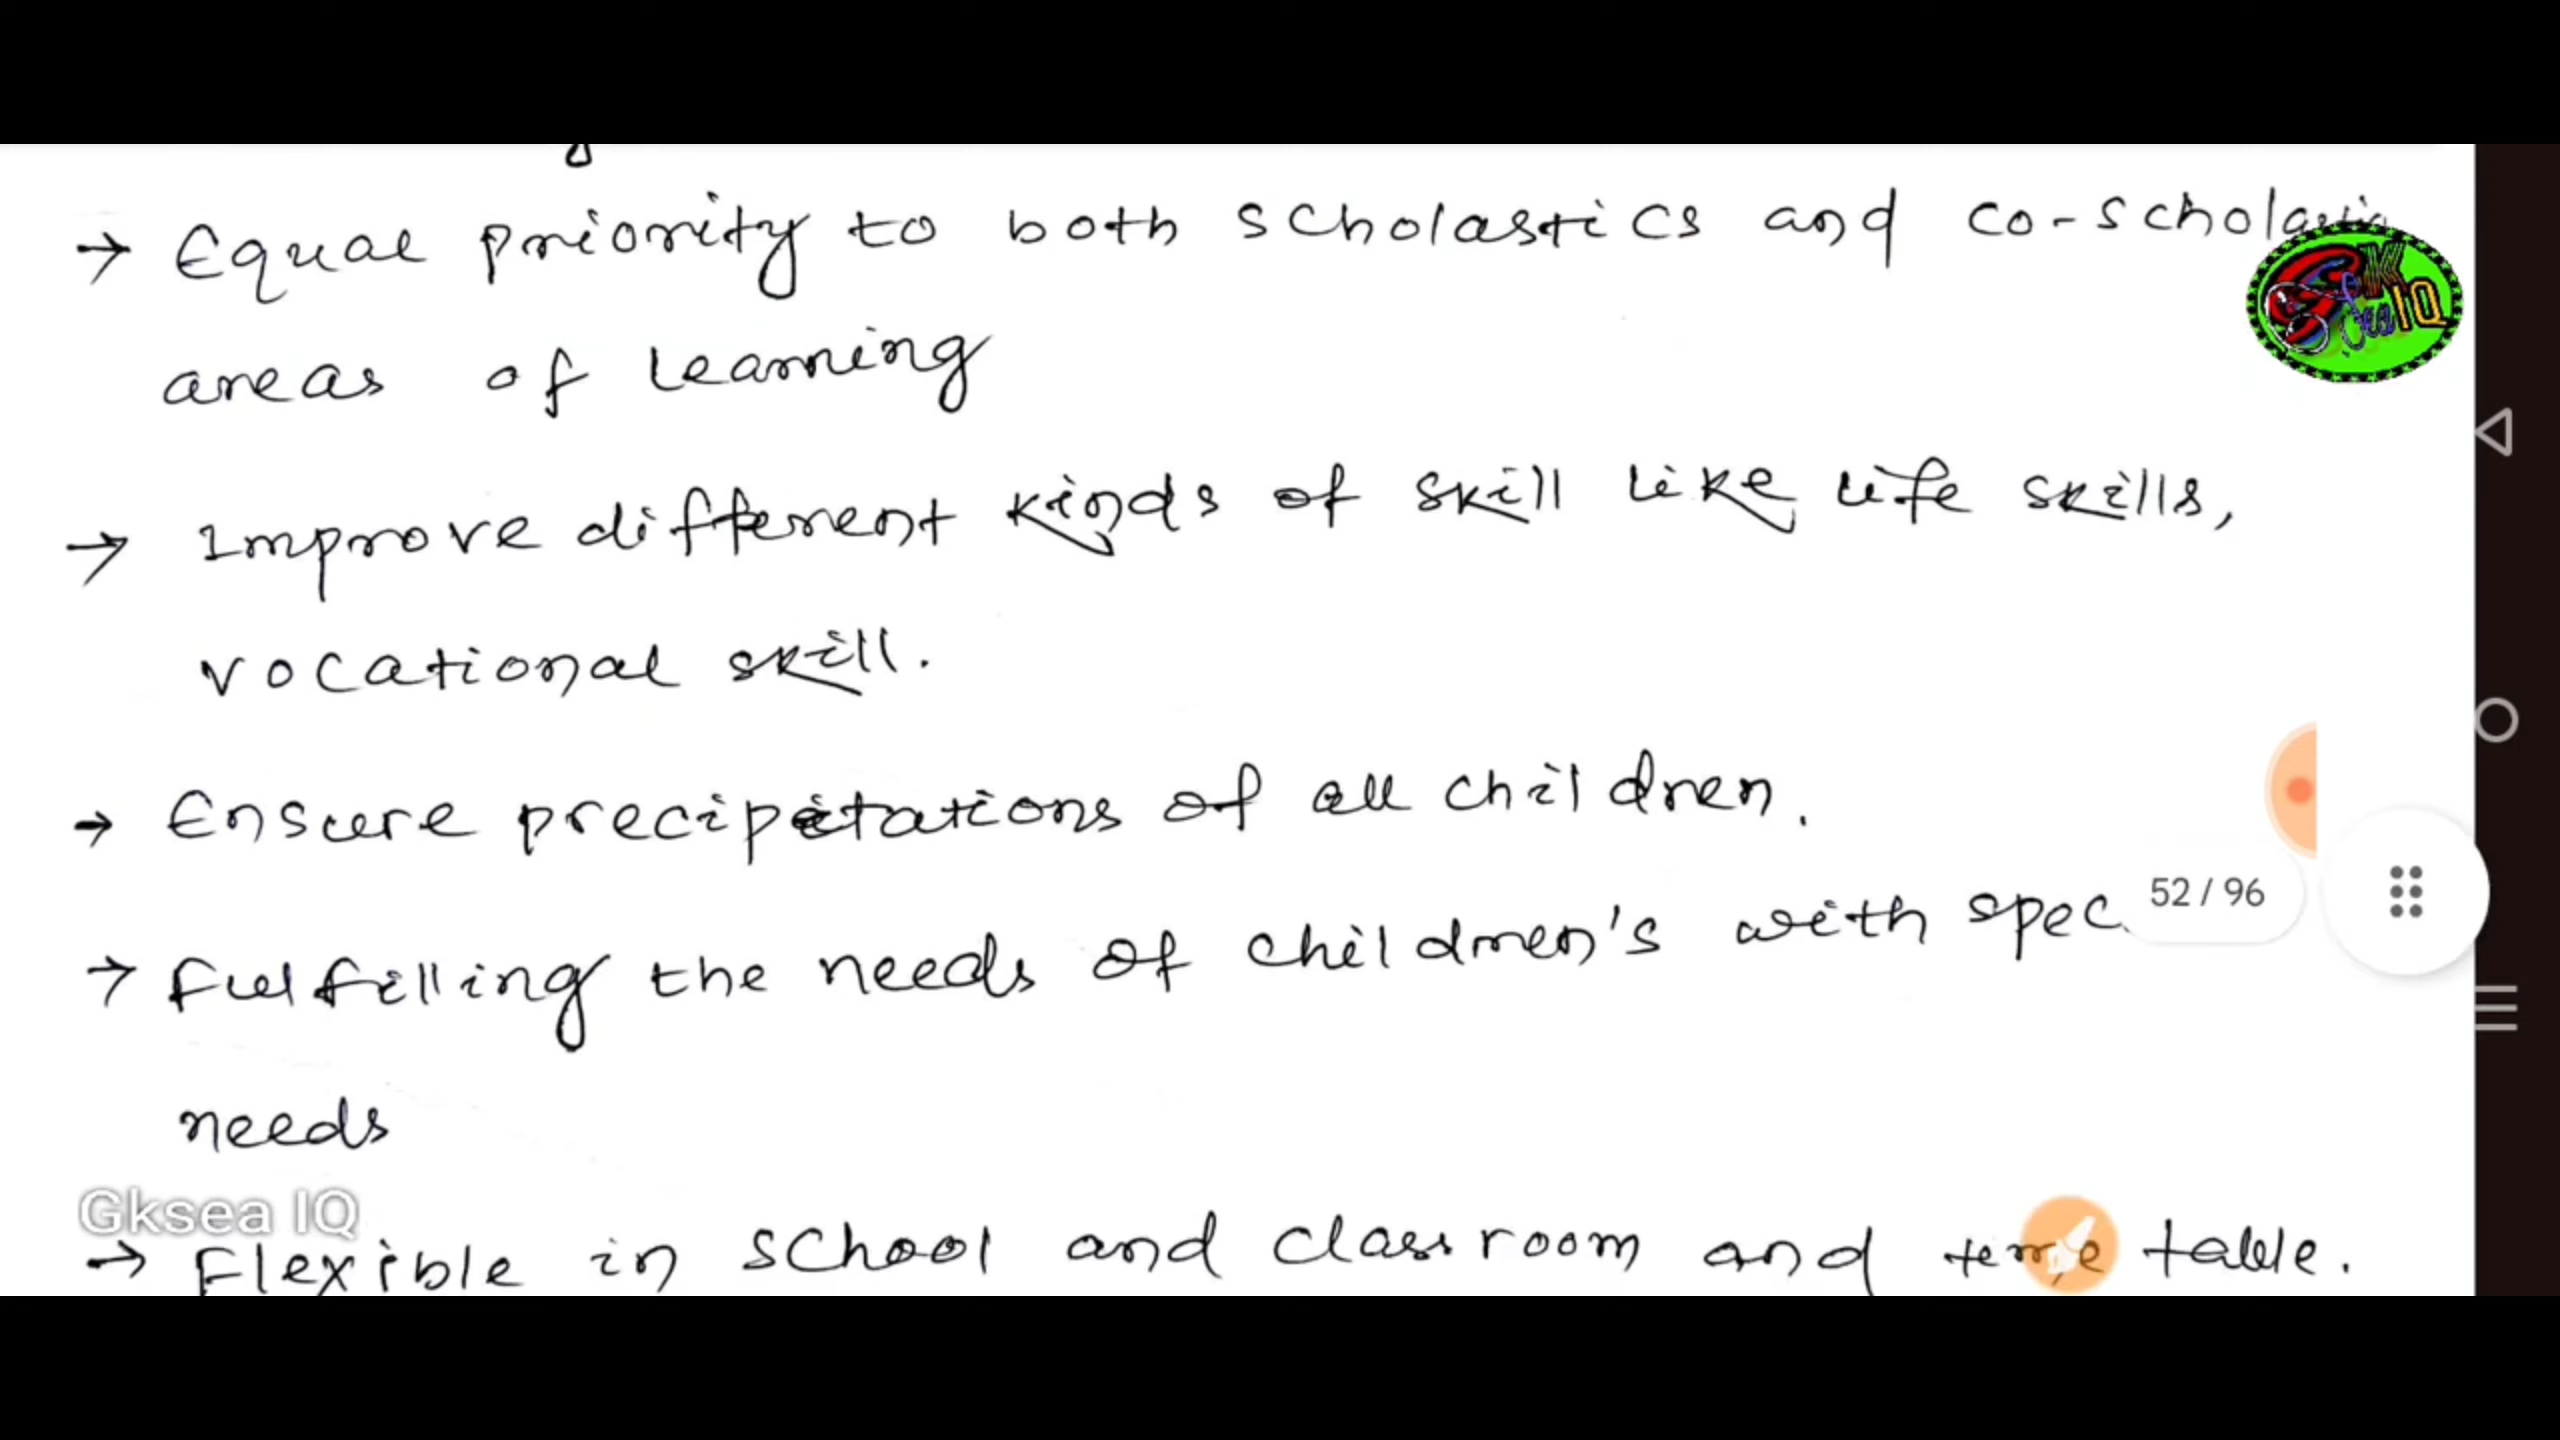 → Equal priority to both scholastics and co-scholastic
areas of learning
→ Improve different kinds of skill like life skills,
vocational skill.
→ Ensure precipitations of all children.
→ Fulfilling the needs of children's with spec
52 / 96
needs
Gksea IQ
→ Flexible in school and classroom and time table.